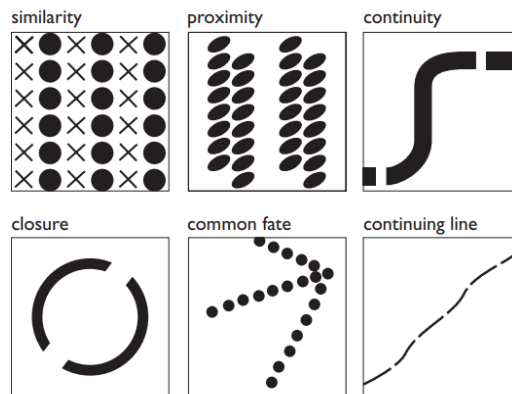 similarity
proximity
continuity
closure
common fate
continuing line